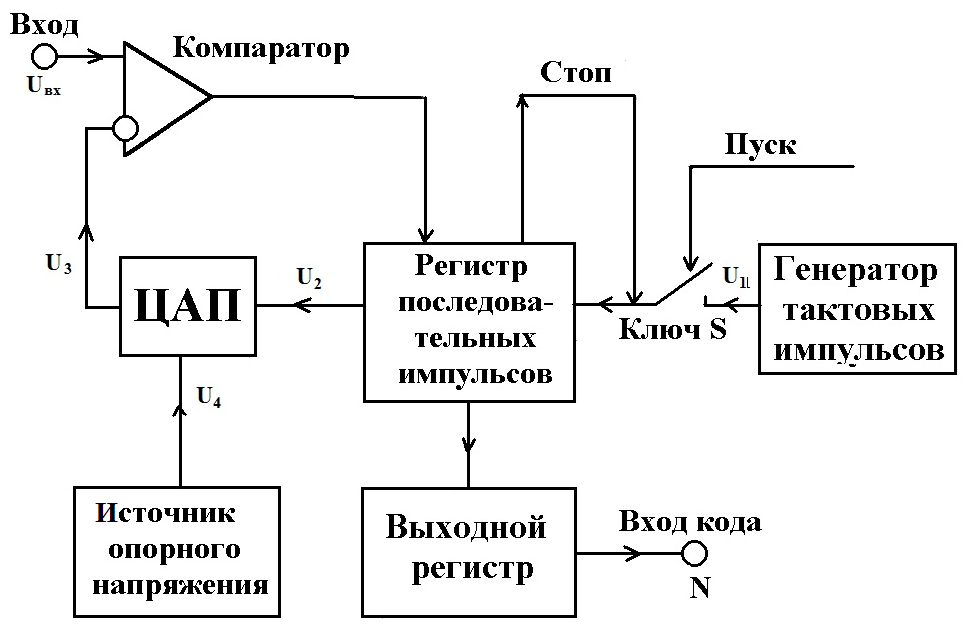 Вход
Uвх
Компаратор
Стоп
Пуск
U3
ЦАП
U2
Регистр
последова-
тельных
импульсов
Ключ S
U1
Генератор
тактовых
импульсов
U4
Источник
опорного
напряжения
Выходной
регистр
Вход кода
N